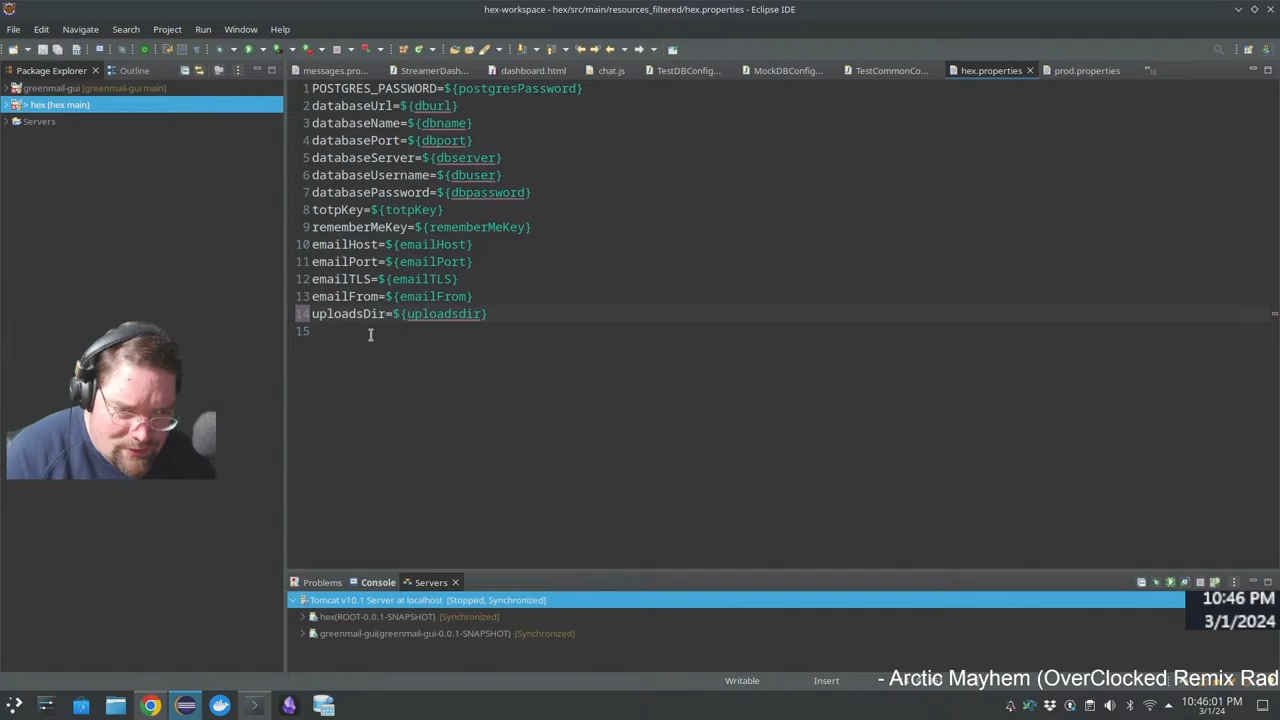 hex-workspace - hex/src/main/resources_filtered/hex.properties - Eclipse IDE
File Edit Navigate Search Project Run Window Help
Package Explorer Outline
messages.pro... StreamerDash... dashboard.html chat.js TestDBConfig... MockDBConfig... TestCommonCo... hex.properties prod.properties »10
greenmail-gui [greenmail-gui main]
> hex [hex main]
Servers
1 POSTGRES_PASSWORD=${postgresPassword}
2 databaseUrl=${dburl}
3 databaseName=${dbname}
4 databasePort=${dbport}
5 databaseServer=${dbserver}
6 databaseUsername=${dbuser}
7 databasePassword=${dbpassword}
8 totpKey=${totpKey}
9 rememberMeKey=${rememberMeKey}
10 emailHost=${emailHost}
11 emailPort=${emailPort}
12 emailTLS=${emailTLS}
13 emailFrom=${emailFrom}
14 uploadsDir=${uploadsdir}
15
Problems Console Servers
Tomcat v10.1 Server at localhost [Stopped, Synchronized]
hex(ROOT-0.0.1-SNAPSHOT) [Synchronized]
greenmail-gui(greenmail-gui-0.0.1-SNAPSHOT) [Synchronized]
10:46 PM
3/1/2024
Writable Insert
- Arctic Mayhem (OverClocked Remix Rad
10:46:01 PM
3/1/24